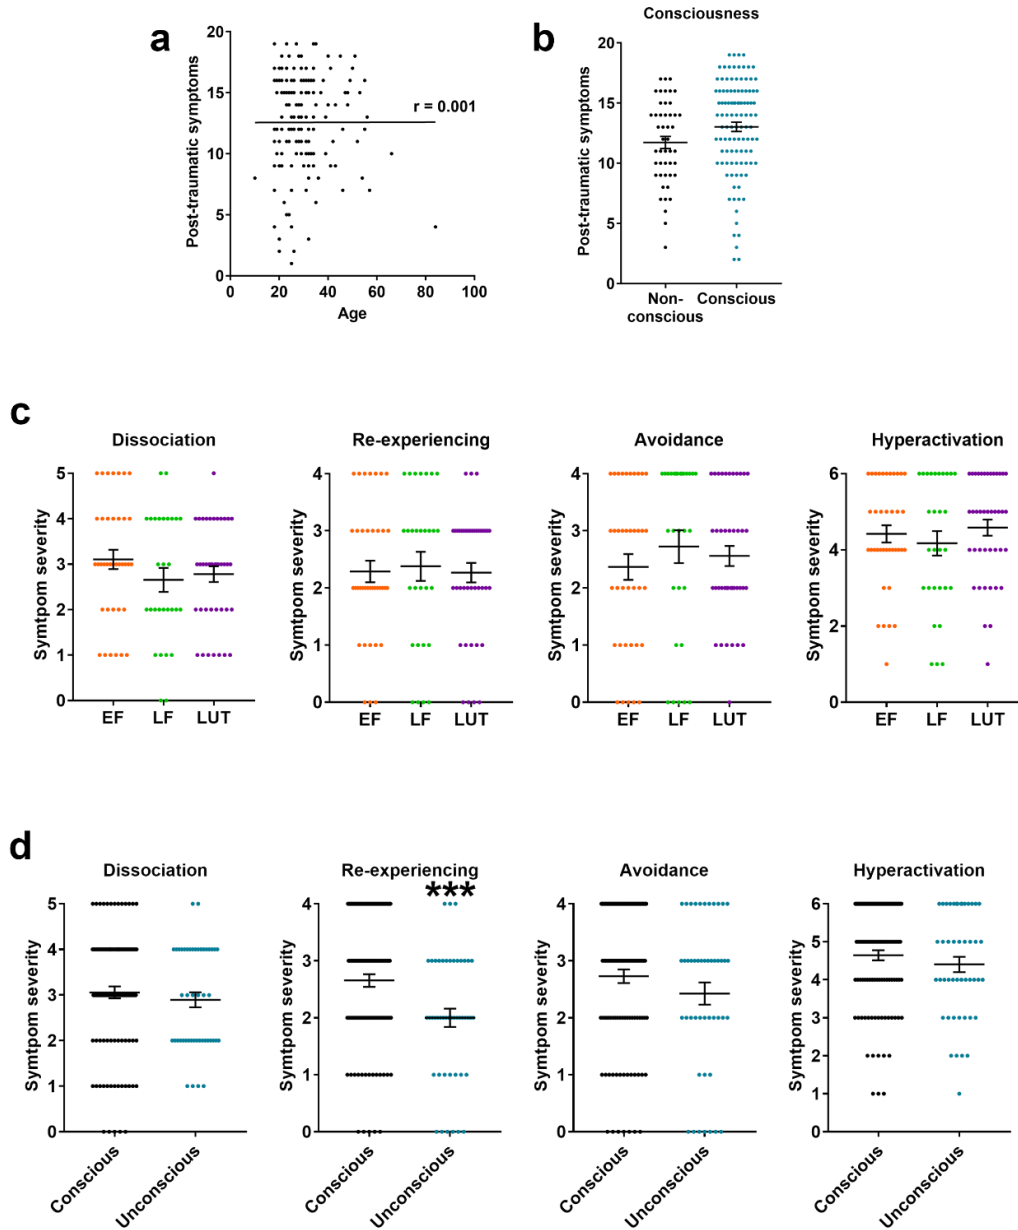 a
Post-traumatic symptoms
20
15
10
5
0
r = 0.001
0 20 40 60 80 100
Age
b
Consciousness
Post-traumatic symptoms
20
15
10
5
0
Non-
conscious
Conscious
c
Dissociation
Symtpom severity
5
4
3
2
1
0
EF LF LUT
Re-experiencing
Symtpom severity
4
3
2
1
0
EF LF LUT
Avoidance
Symtpom severity
4
3
2
1
0
EF LF LUT
Hyperactivation
Symtpom severity
6
5
4
3
2
1
0
EF LF LUT
d
Dissociation
Symtpom severity
5
4
3
2
1
0
Conscious
Unconscious
Re-experiencing
***
Symtpom severity
4
3
2
1
0
Conscious
Unconscious
Avoidance
Symtpom severity
4
3
2
1
0
Conscious
Unconscious
Hyperactivation
Symtpom severity
6
5
4
3
2
1
0
Conscious
Unconscious